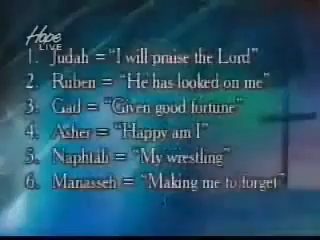 Hope
LIVE
1. Judah = “I will praise the Lord”
2. Ruben = “He has looked on me”
3. Gad = “Given good fortune”
4. Asher = “Happy am I”
5. Naphtali = “My wrestling”
6. Manasseh = “Making me to forget”